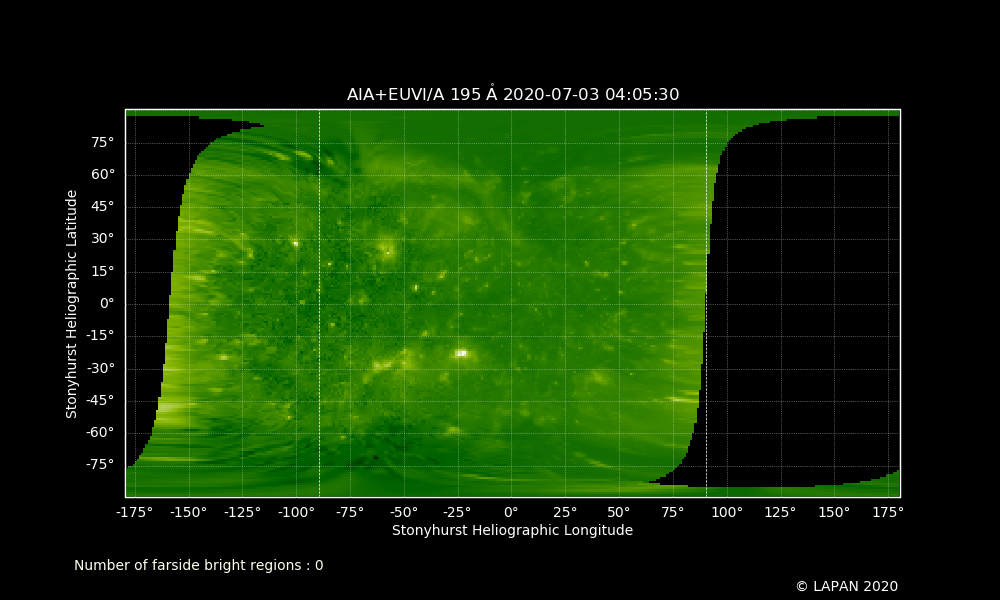 AIA+EUVI/A 195 Å 2020-07-03 04:05:30
75°
60°
45°
30°
15°
0°
-15°
-30°
-45°
-60°
-75°
Stonyhurst Heliographic Latitude
-175° -150° -125° -100° -75° -50° -25° 0° 25° 50° 75° 100° 125° 150° 175°
Stonyhurst Heliographic Longitude
Number of farside bright regions : 0
© LAPAN 2020